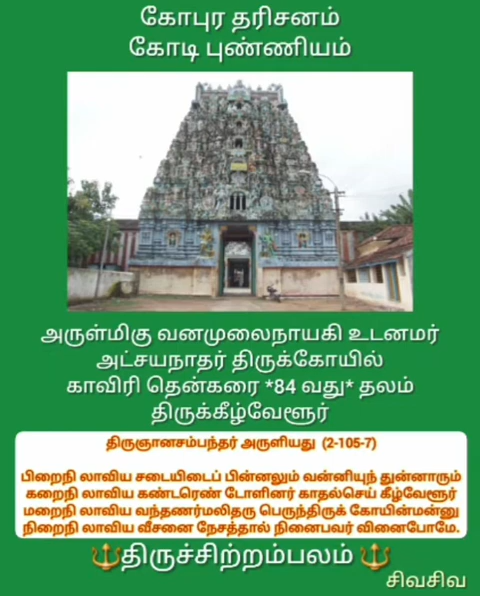 கோபுர தரிசனம்
கோடி புண்ணியம்
அருள்மிகு வனமுலைநாயகி உடனமர்
அட்சயநாதர் திருக்கோயில்
காவிரி தென்கரை *84 வது* தலம்
திருக்கீழ்வேளூர்
திருஞானசம்பந்தர் அருளியது (2-105-7)
பிறைநி லாவிய சடையிடைப் பின்னலும் வன்னியுந் துன்னாரும்
கறைநி லாவிய கண்டரெண் டோளினர் காதல்செய் கீழ்வேளூர்
மறைநி லாவிய வந்தணர்மலிதரு பெருந்திருக் கோயின்மன்னு
நிறைநி லாவிய வீசனை நேசத்தால் நினைபவர் வினைபோமே.
🔱திருச்சிற்றம்பலம் 🔱
சிவசிவ